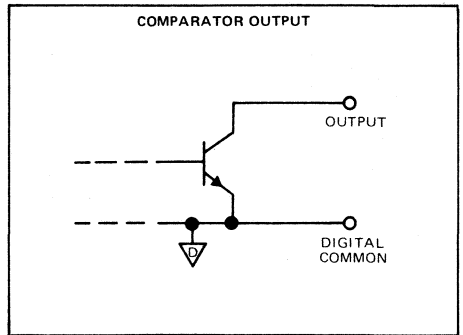 COMPARATOR OUTPUT
OUTPUT
D
DIGITAL
COMMON